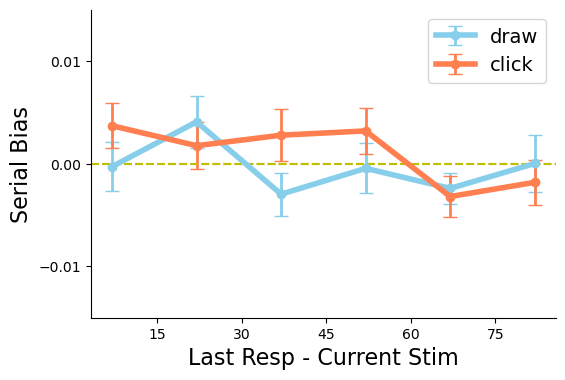 draw
click
0.01
0.00
−0.01
Serial Bias
15 30 45 60 75
Last Resp - Current Stim